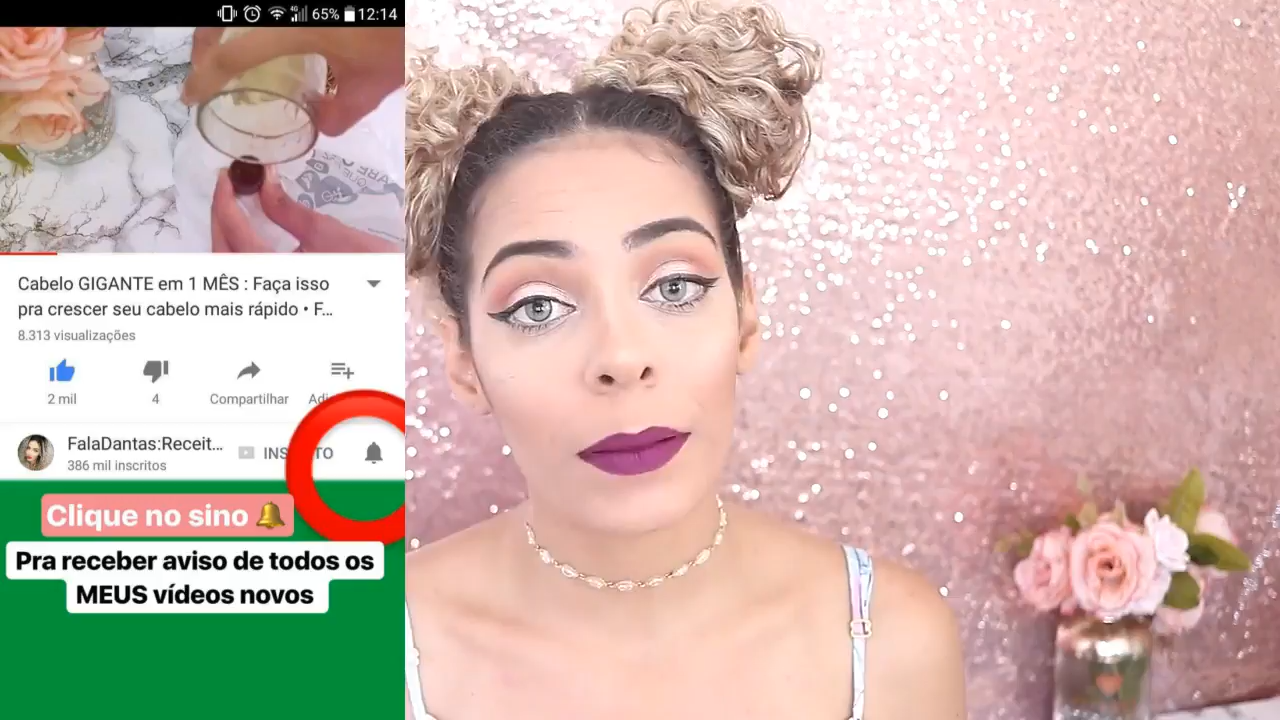 65% 12:14
Cabelo GIGANTE em 1 MÊS : Faça isso
pra crescer seu cabelo mais rápido • F...
8.313 visualizações
2 mil
4
Compartilhar
FalaDantas:Receit...
386 mil inscritos
Clique no sino
Pra receber aviso de todos os
MEUS vídeos novos